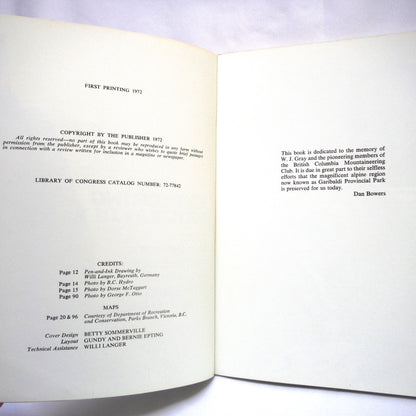 FIRST PRINTING 1972
COPYRIGHT BY THE PUBLISHER 1972
All rights reserved—no part of this book may be reproduced in any form without
permission from the publisher, except by a reviewer who wishes to quote brief passages
in connection with a review written for inclusion in a magazine or newspaper.
LIBRARY OF CONGRESS CATALOG NUMBER: 72-77842
CREDITS:
Page 12 Pen-and-Ink Drawing by
Willi Langer, Bayreuth, Germany
Page 14 Photo by B.C. Hydro
Page 15 Photo by Dorse McTaggart
Page 90 Photo by George F. Otto
MAPS
Page 20 & 96 Courtesy of Department of Recreation
and Conservation, Parks Branch, Victoria, B.C.
Cover Design BETTY SOMMERVILLE
Layout GUNDY AND BERNIE EPTING
Technical Assistance WILLI LANGER
This book is dedicated to the memory of
W. J. Gray and the pioneering members of
the British Columbia Mountaineering
Club. It is due in great part to their selfless
efforts that the magnificent alpine region
now known as Garibaldi Provincial Park
is preserved for us today.
Dan Bowers